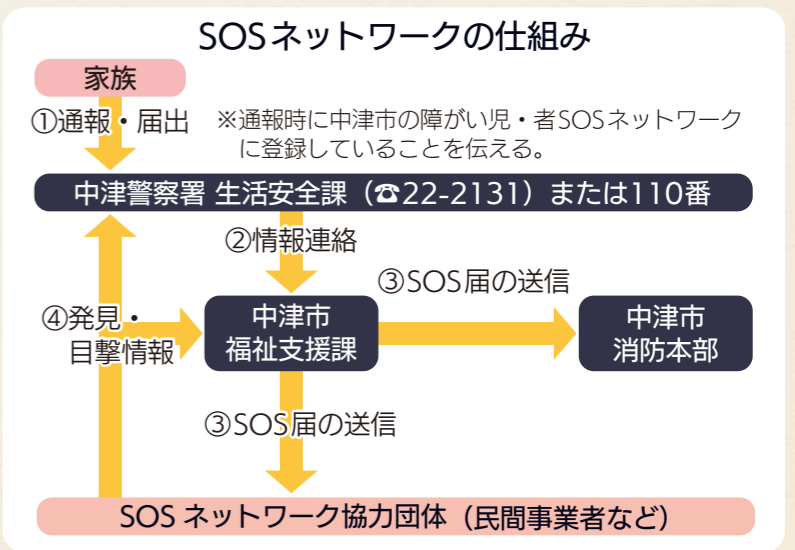 SOSネットワークの仕組み
家族
①通報・届出
※通報時に中津市の障がい児・者SOSネットワーク
に登録していることを伝える。
中津警察署 生活安全課（☎22-2131）または110番
②情報連絡
③SOS届の送信
④発見・
目撃情報
中津市
福祉支援課
中津市
消防本部
③SOS届の送信
SOS ネットワーク協力団体（民間事業者など）